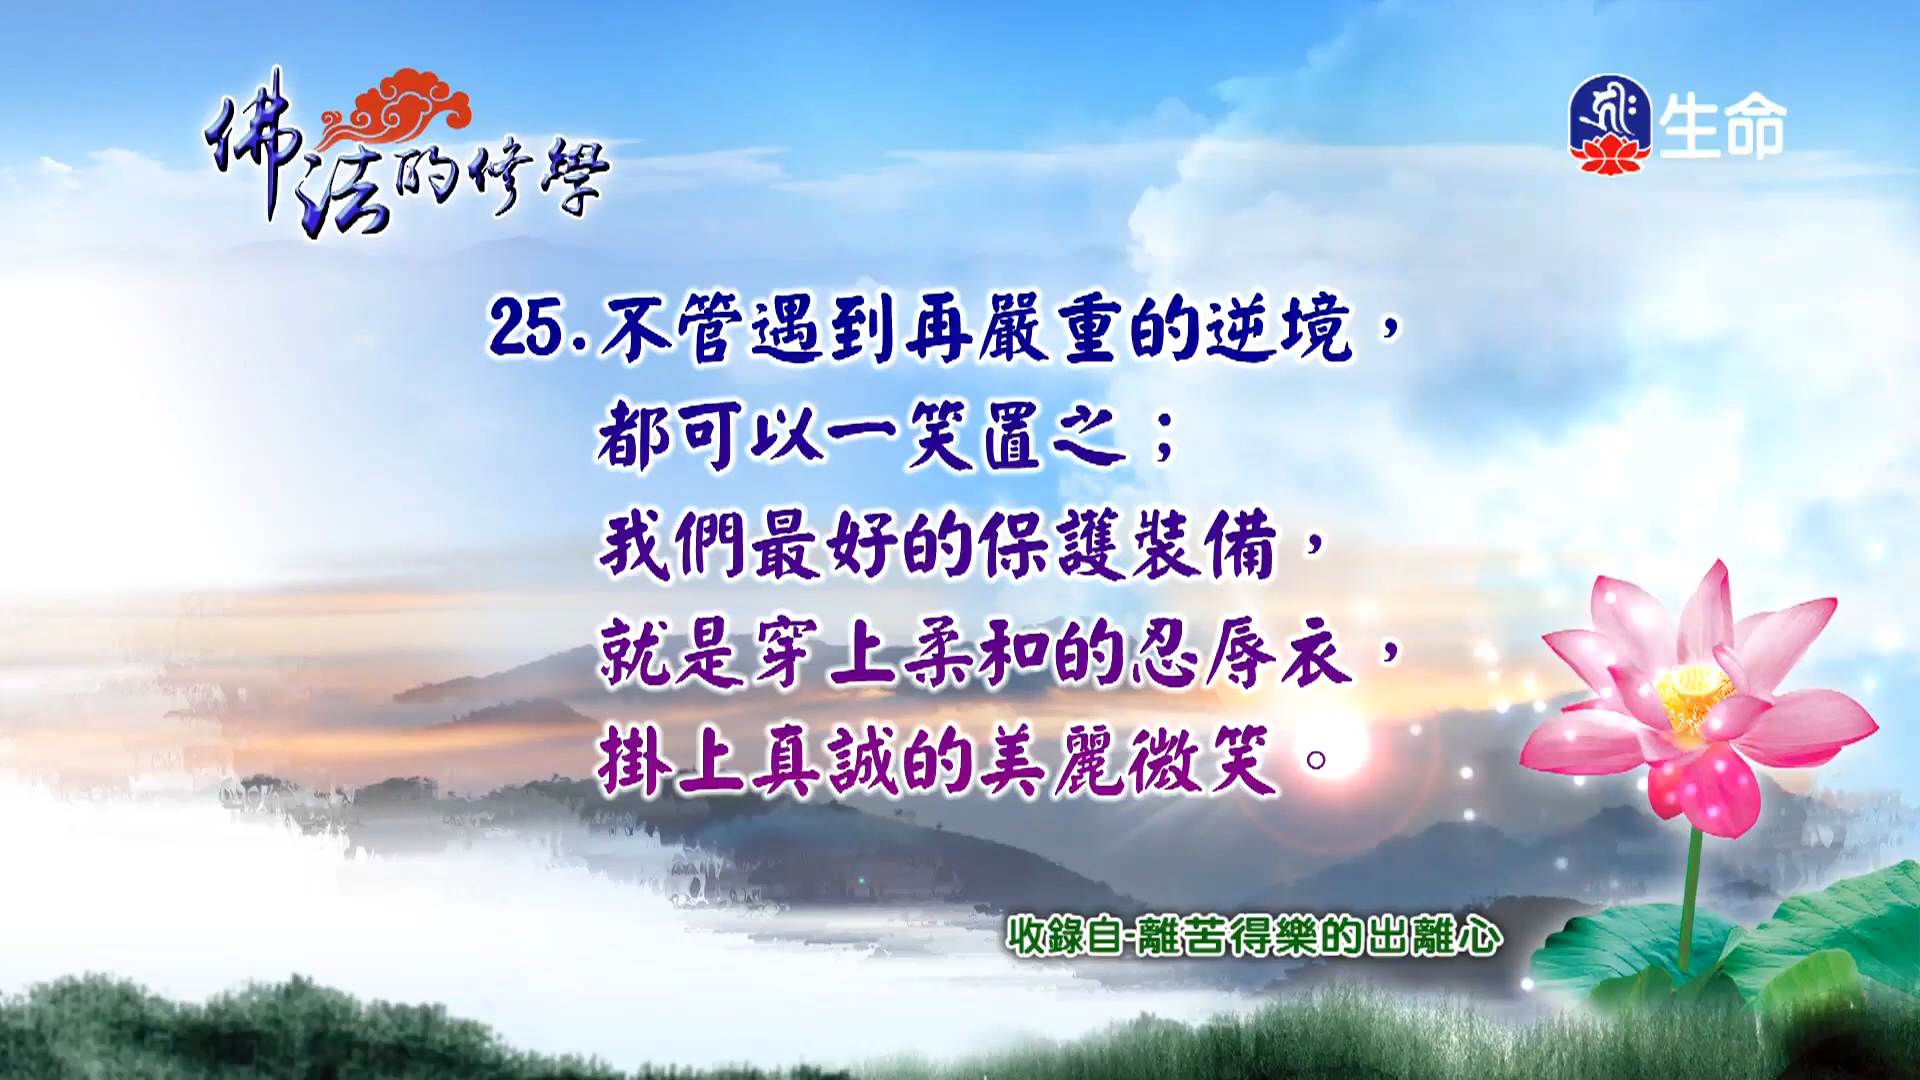 佛法的修學
生命
25.不管遇到再嚴重的逆境，
都可以一笑置之；
我們最好的保護裝備，
就是穿上柔和的忍辱衣，
掛上真誠的美麗微笑。
收錄自-離苦得樂的出離心